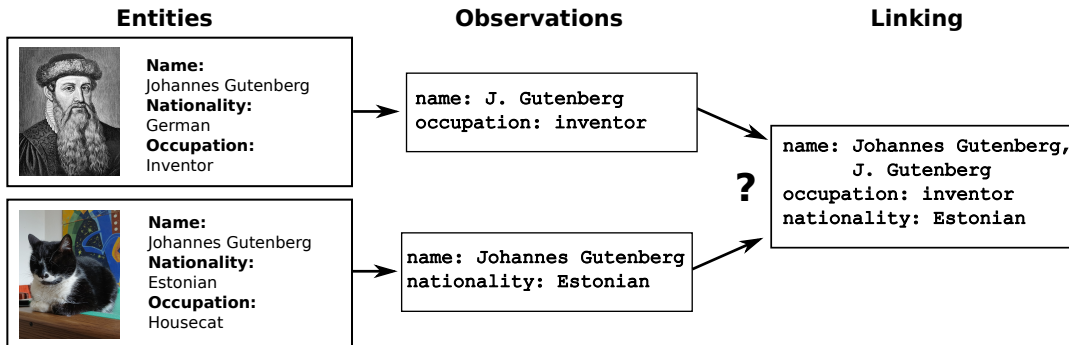 Entities
Observations
Linking
Name:
Johannes Gutenberg
Nationality:
German
Occupation:
Inventor
name: J. Gutenberg
occupation: inventor
name: Johannes Gutenberg,
J. Gutenberg
occupation: inventor
nationality: Estonian
?
Name:
Johannes Gutenberg
Nationality:
Estonian
Occupation:
Housecat
name: Johannes Gutenberg
nationality: Estonian